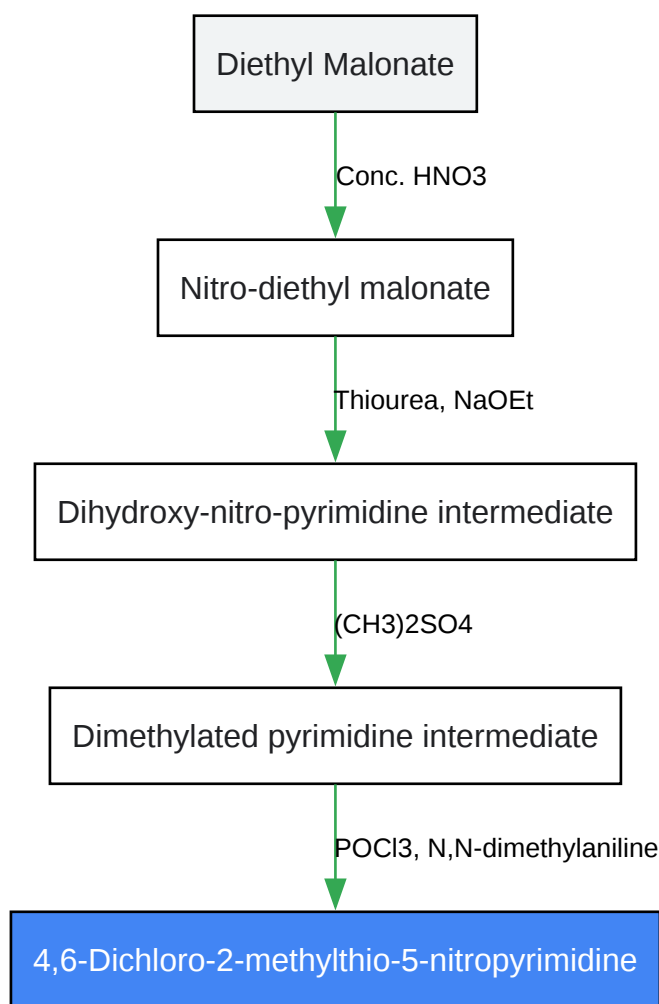 Diethyl Malonate
Conc. HNO3
Nitro-diethyl malonate
Thiourea, NaOEt
Dihydroxy-nitro-pyrimidine intermediate
(CH3)2SO4
Dimethylated pyrimidine intermediate
POCl3, N,N-dimethylaniline
4,6-Dichloro-2-methylthio-5-nitropyrimidine